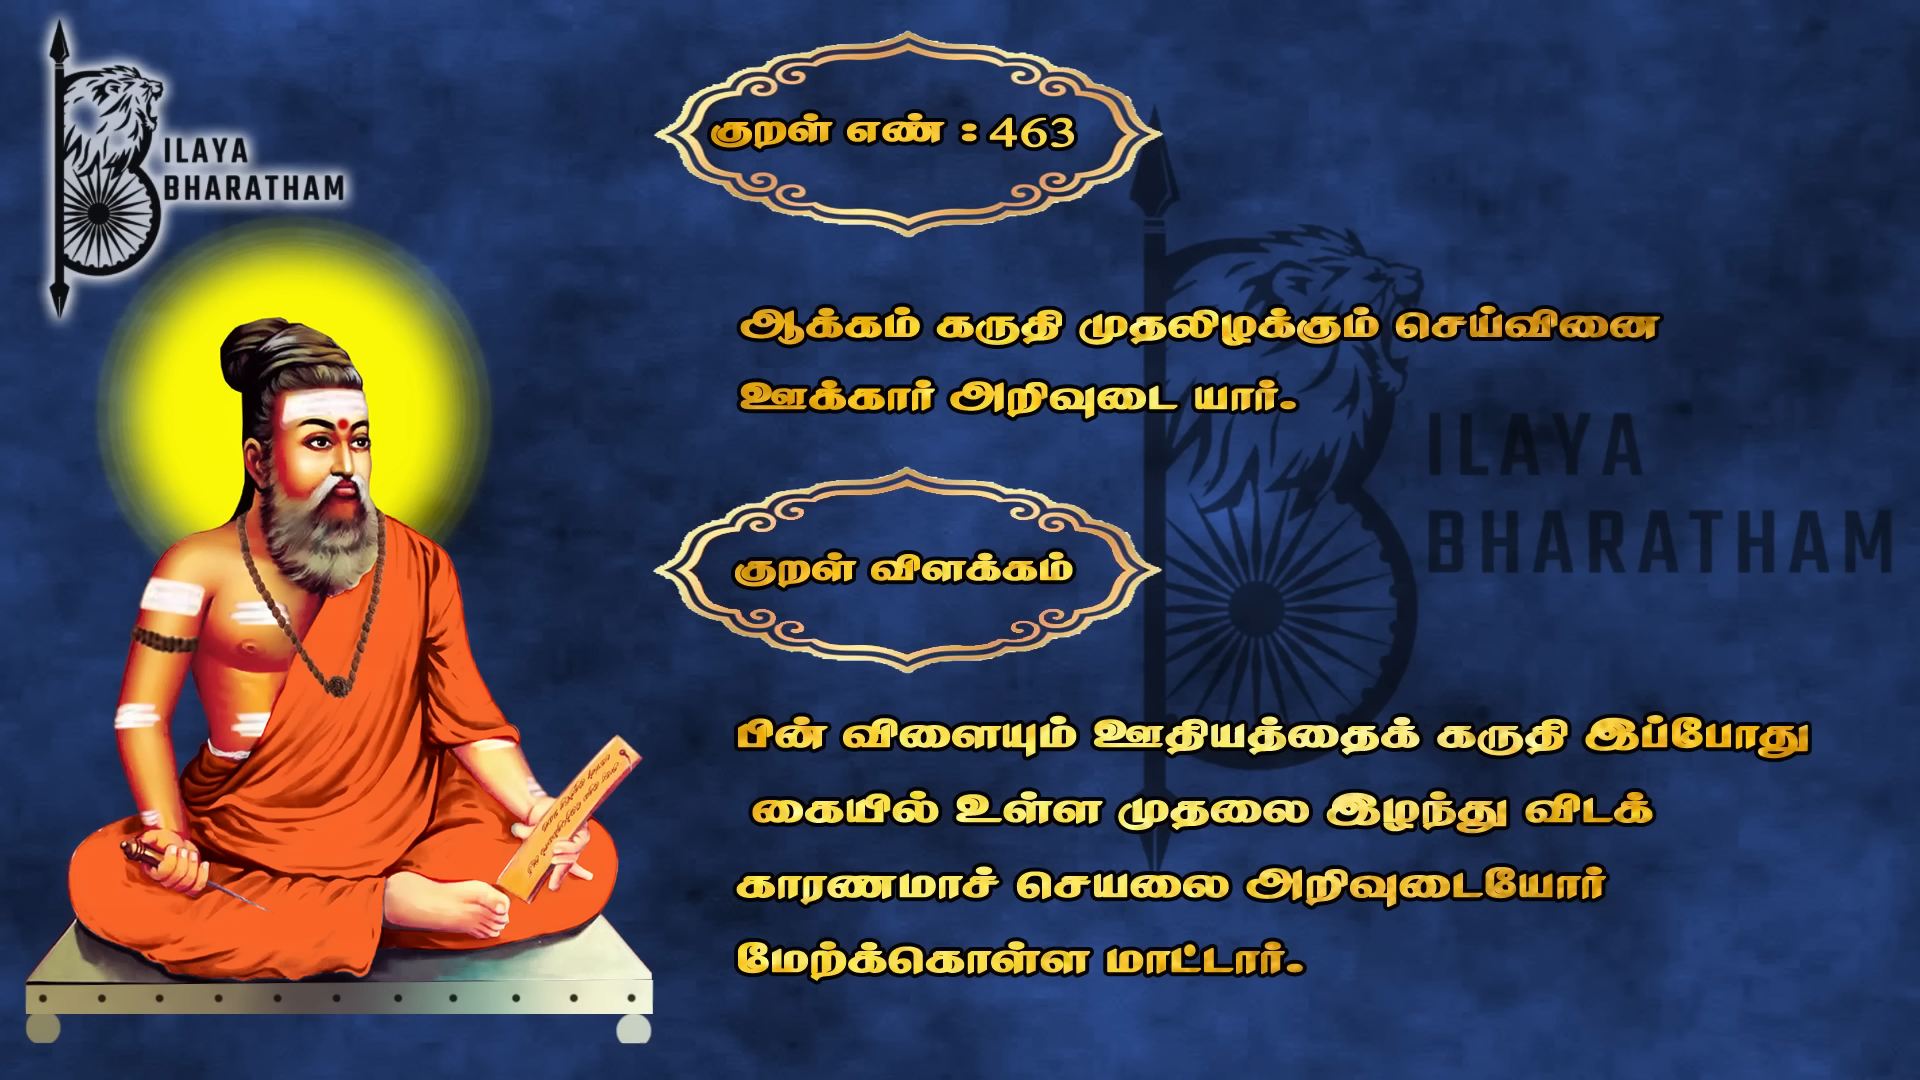 ILAYA
BHARATHAM
குறள் எண் : 463
ஆக்கம் கருதி முதலிழக்கும் செய்வினை
ஊக்கார் அறிவுடை யார்.
ILAYA
BHARATHAM
குறள் விளக்கம்
பின் விளையும் ஊதியத்தைக் கருதி இப்போது
கையில் உள்ள முதலை இழந்து விடக்
காரணமாச் செயலை அறிவுடையோர்
மேற்க்கொள்ள மாட்டார்.